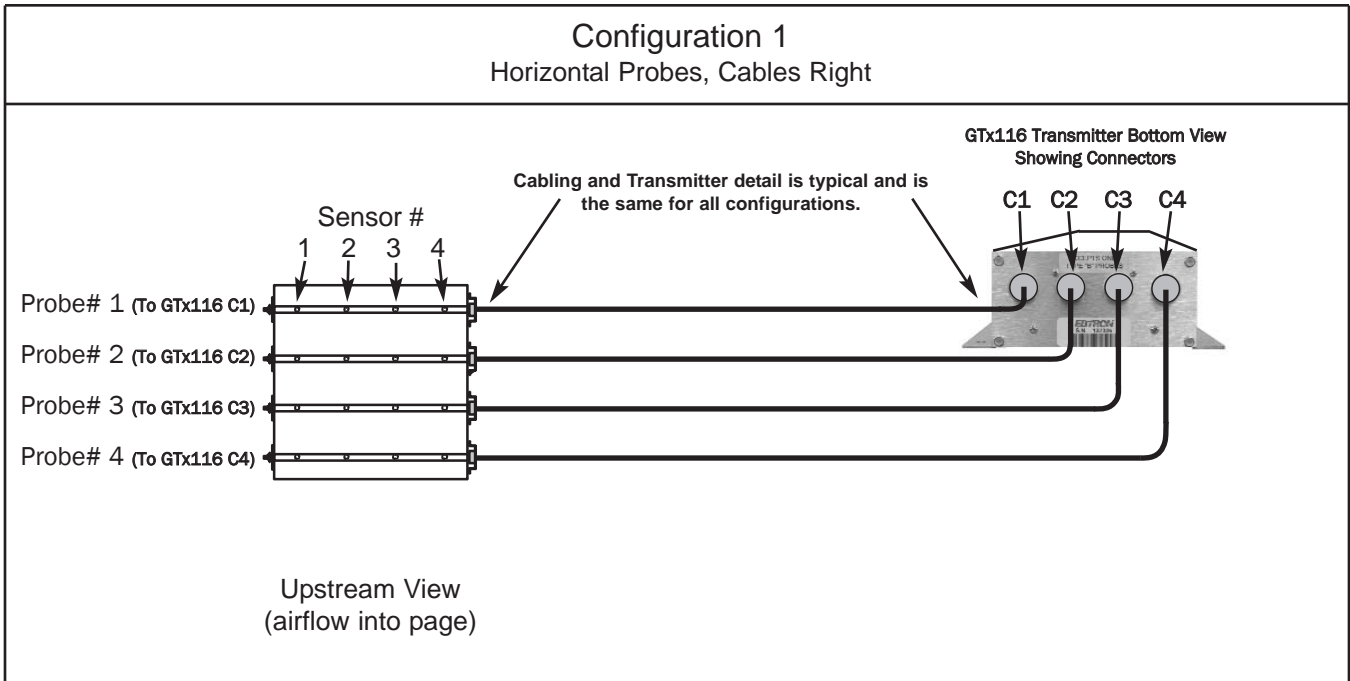 Configuration 1
Horizontal Probes, Cables Right
GTx116 Transmitter Bottom View
Showing Connectors
Cabling and Transmitter detail is typical and is
the same for all configurations.
C1 C2 C3 C4
Sensor #
1 2 3 4
Probe# 1 (To GTx116 C1)
Probe# 2 (To GTx116 C2)
Probe# 3 (To GTx116 C3)
Probe# 4 (To GTx116 C4)
EBTRON
Upstream View
(airflow into page)